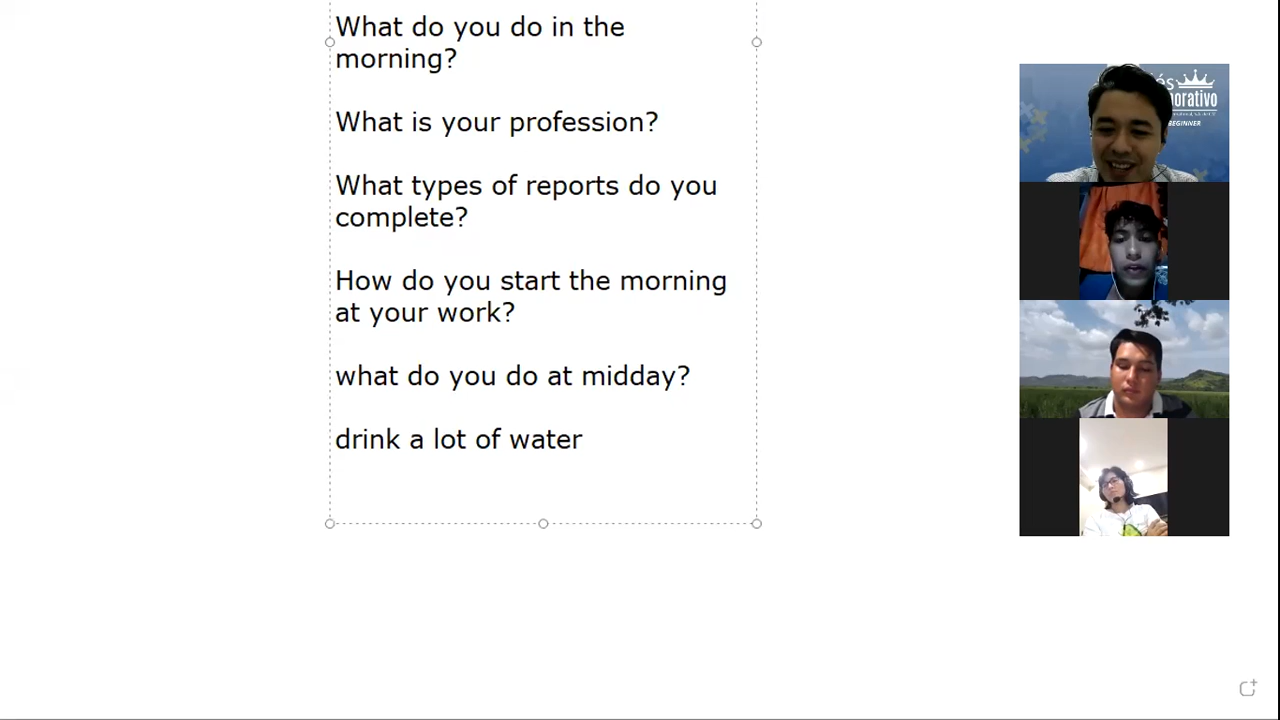 What do you do in the
morning?
What is your profession?
What types of reports do you
complete?
How do you start the morning
at your work?
what do you do at midday?
drink a lot of water
BEGINNER